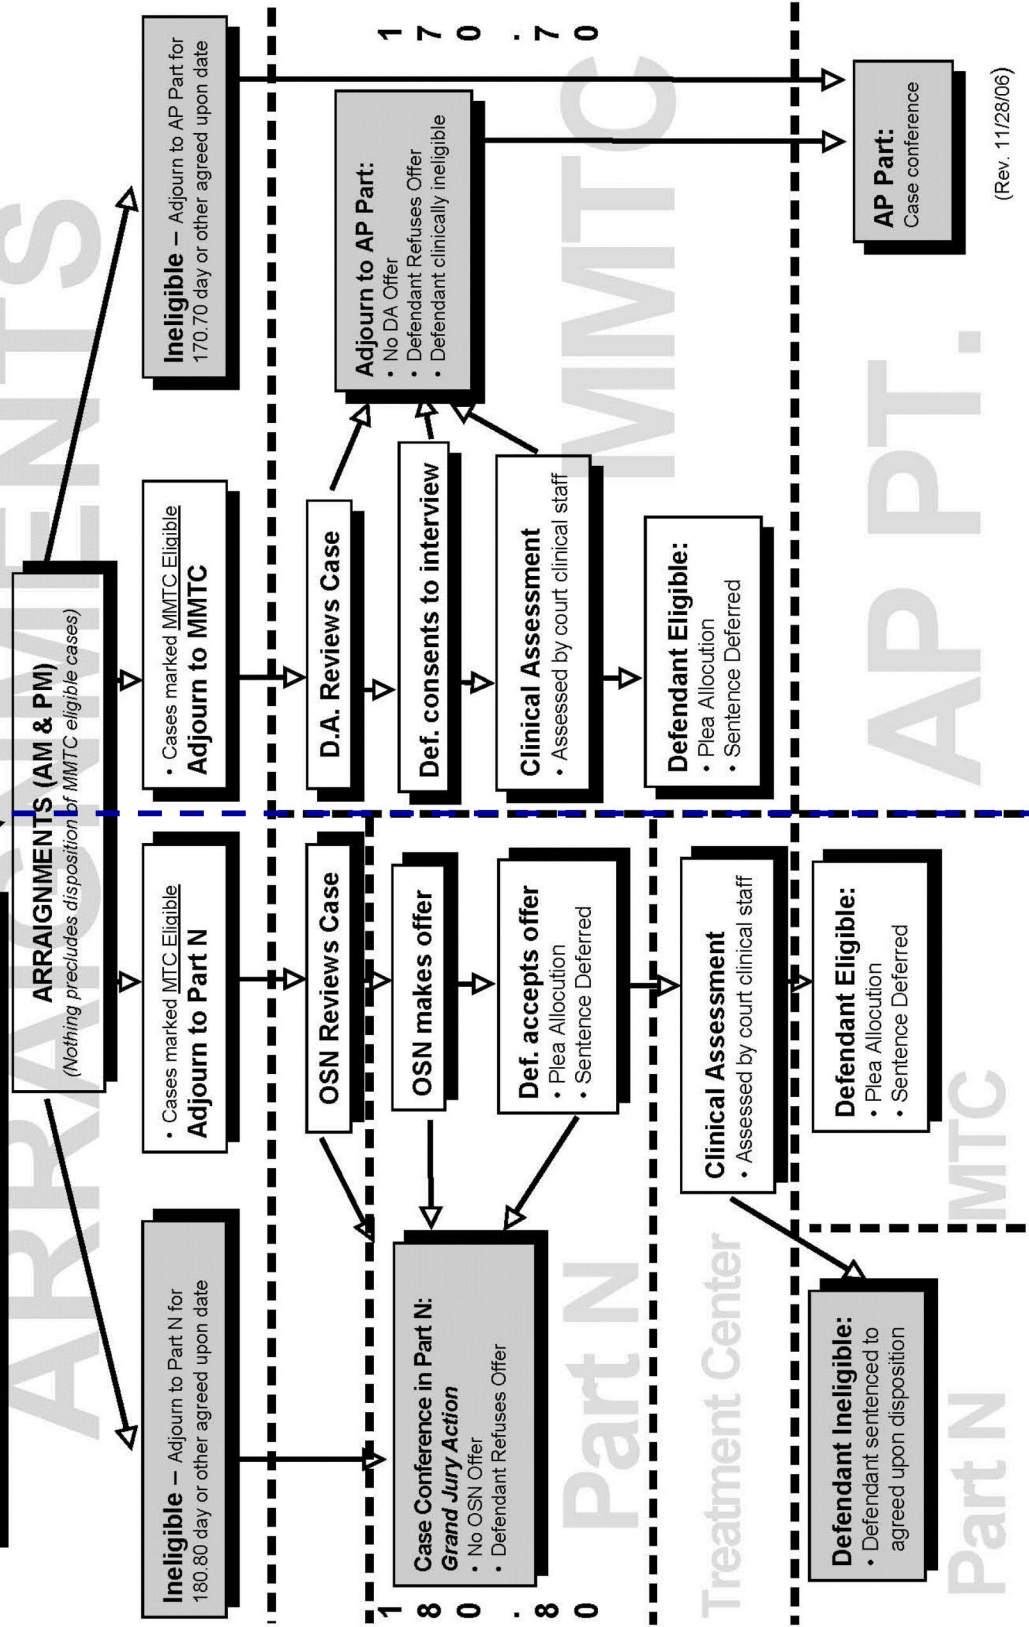 ARRAIGNMENTS
ARRAIGNMENTS (AM & PM)
(Nothing precludes disposition of MMTC eligible cases)
Ineligible – Adjourn to Part N for
180.80 day or other agreed upon date
• Cases marked MTC Eligible
Adjourn to Part N
• Cases marked MMTC Eligible
Adjourn to MMTC
Ineligible – Adjourn to AP Part for
170.70 day or other agreed upon date
180.80
Case Conference in Part N:
Grand Jury Action
• No OSN Offer
• Defendant Refuses Offer
OSN Reviews Case
OSN makes offer
Def. accepts offer
• Plea Allocution
• Sentence Deferred
Part N
D.A. Reviews Case
Def. consents to interview
Clinical Assessment
• Assessed by court clinical staff
Defendant Eligible:
• Plea Allocution
• Sentence Deferred
Adjourn to AP Part:
• No DA Offer
• Defendant Refuses Offer
• Defendant clinically ineligible
170.70
MMTC
Treatment Center
Clinical Assessment
• Assessed by court clinical staff
Defendant Ineligible:
• Defendant sentenced to
agreed upon disposition
Part N
Defendant Eligible:
• Plea Allocution
• Sentence Deferred
MTC
AP Part:
Case conference
AP PT.
(Rev. 11/28/06)